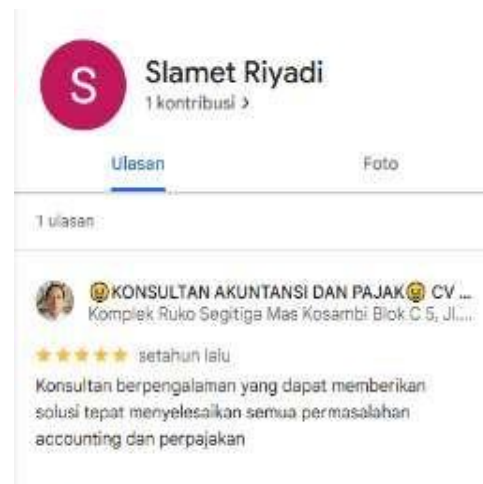 S
Slamet Riyadi
1 kontribusi >
Ulasan Foto
1 ulasan
😀KONSULTAN AKUNTANSI DAN PAJAK😀 CV ...
Komplek Ruko Segitiga Mas Kosambi Blok C 5, Jl....
★★★★★ setahun lalu
Konsultan berpengalaman yang dapat memberikan
solusi tepat menyelesaikan semua permasalahan
accounting dan perpajakan